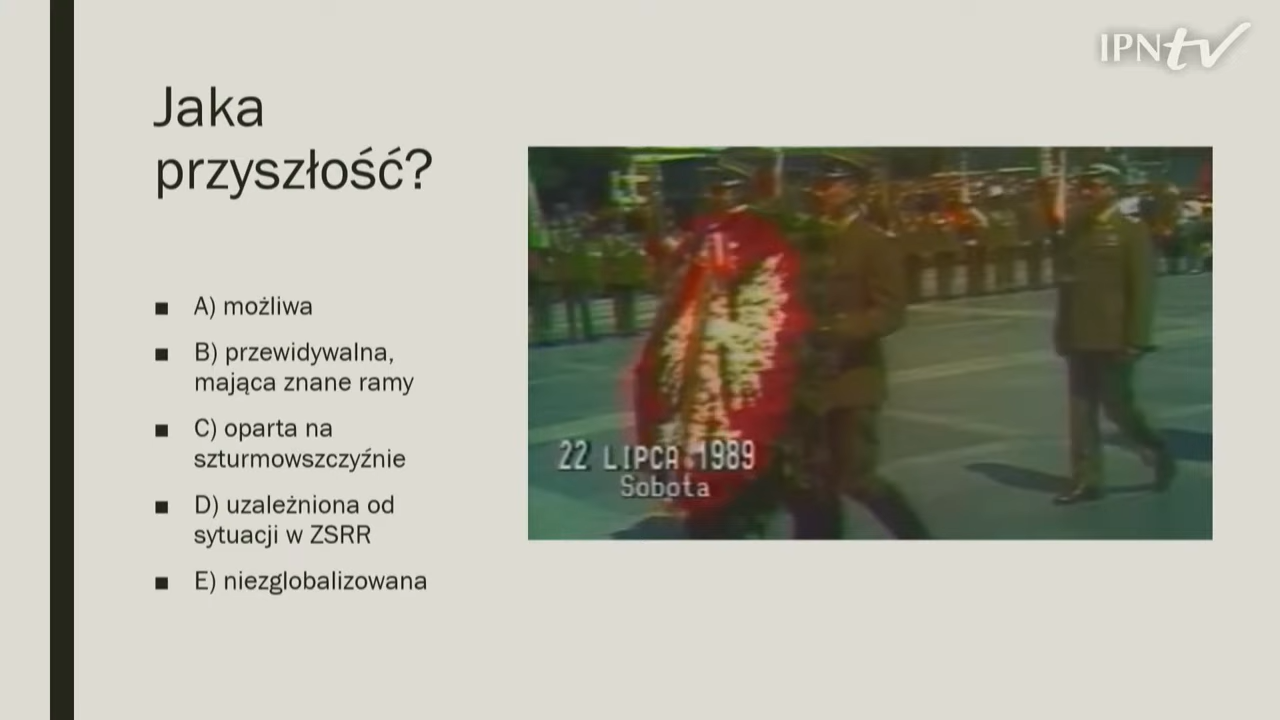 IPNtv
Jaka
przyszłość?
■ A) możliwa
■ B) przewidywalna,
mająca znane ramy
■ C) oparta na
szturmowszczyźnie
■ D) uzależniona od
sytuacji w ZSRR
■ E) niezglobalizowana
22 LIPCA 1989
Sobota